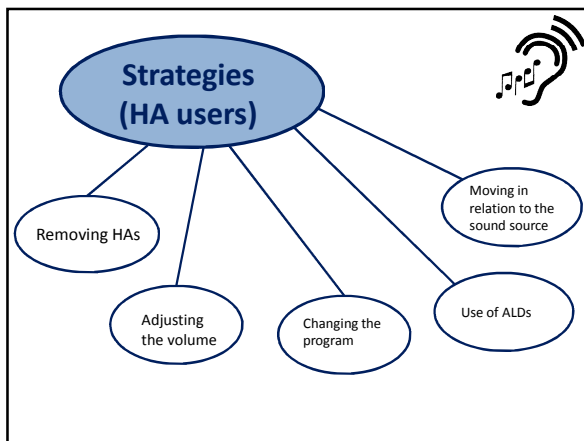 Strategies
(HA users)
Removing HAs
Adjusting
the volume
Changing the
program
Use of ALDs
Moving in
relation to the
sound source